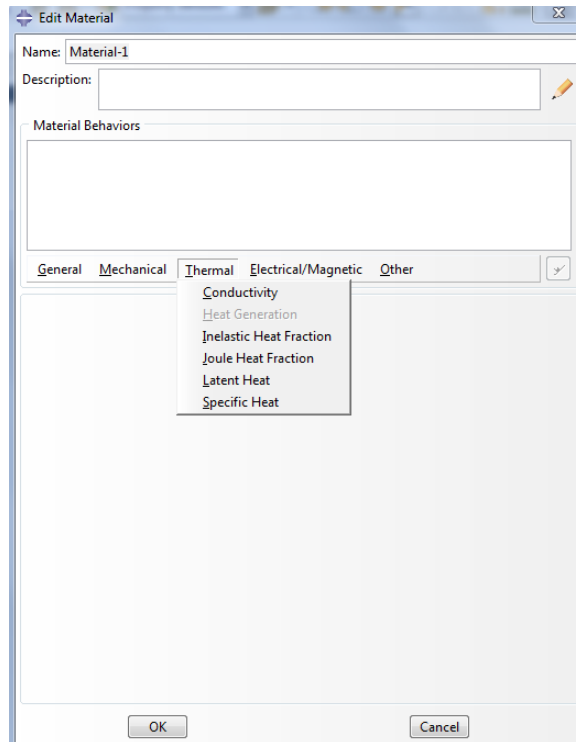 Edit Material
Name: Material-1
Description:
Material Behaviors
General Mechanical Thermal Electrical/Magnetic Other
Conductivity
Heat Generation
Inelastic Heat Fraction
Joule Heat Fraction
Latent Heat
Specific Heat
OK Cancel